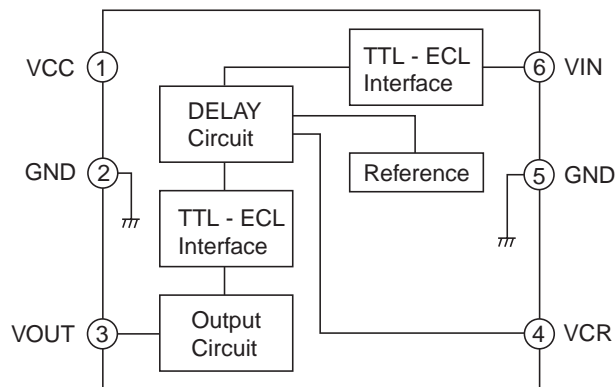 TTL - ECL
Interface
VCC
1
6
VIN
DELAY
Circuit
GND
2
Reference
5
GND
TTL - ECL
Interface
Output
Circuit
VOUT
3
4
VCR